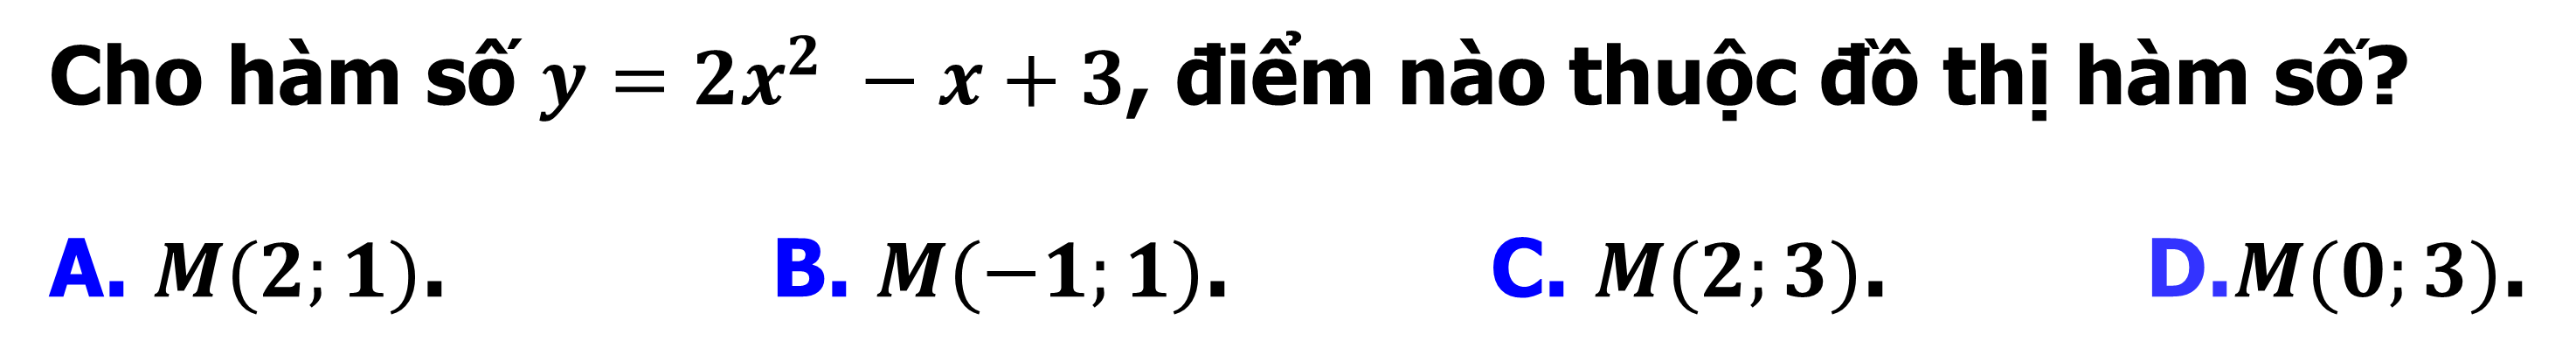 Cho hàm số y = 2x² − x + 3, điểm nào thuộc đồ thị hàm số?
A. M(2; 1). B. M(−1; 1). C. M(2; 3). D.M(0; 3).